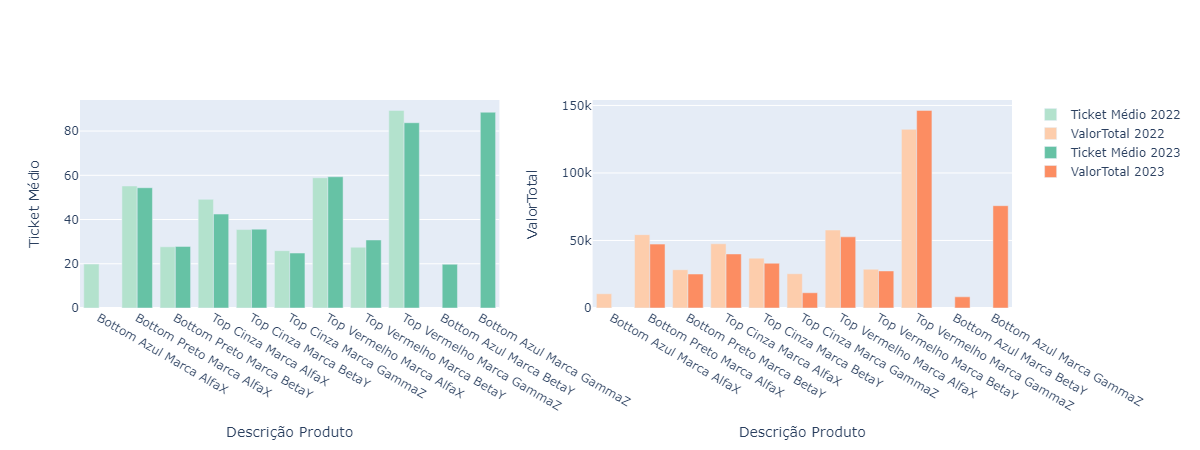 Ticket Médio
80
60
40
20
0
Bottom Azul Marca AlfaX
Bottom Preto Marca AlfaX
Bottom Preto Marca BetaY
Top Cinza Marca AlfaX
Top Cinza Marca BetaY
Top Cinza Marca GammaZ
Top Vermelho Marca AlfaX
Top Vermelho Marca BetaY
Top Vermelho Marca GammaZ
Bottom Azul Marca BetaY
Bottom Azul Marca GammaZ
Descrição Produto
ValorTotal
150k
100k
50k
0
Bottom Azul Marca AlfaX
Bottom Preto Marca AlfaX
Bottom Preto Marca BetaY
Top Cinza Marca AlfaX
Top Cinza Marca BetaY
Top Cinza Marca GammaZ
Top Vermelho Marca AlfaX
Top Vermelho Marca BetaY
Top Vermelho Marca GammaZ
Bottom Azul Marca BetaY
Bottom Azul Marca GammaZ
Descrição Produto
Ticket Médio 2022
ValorTotal 2022
Ticket Médio 2023
ValorTotal 2023